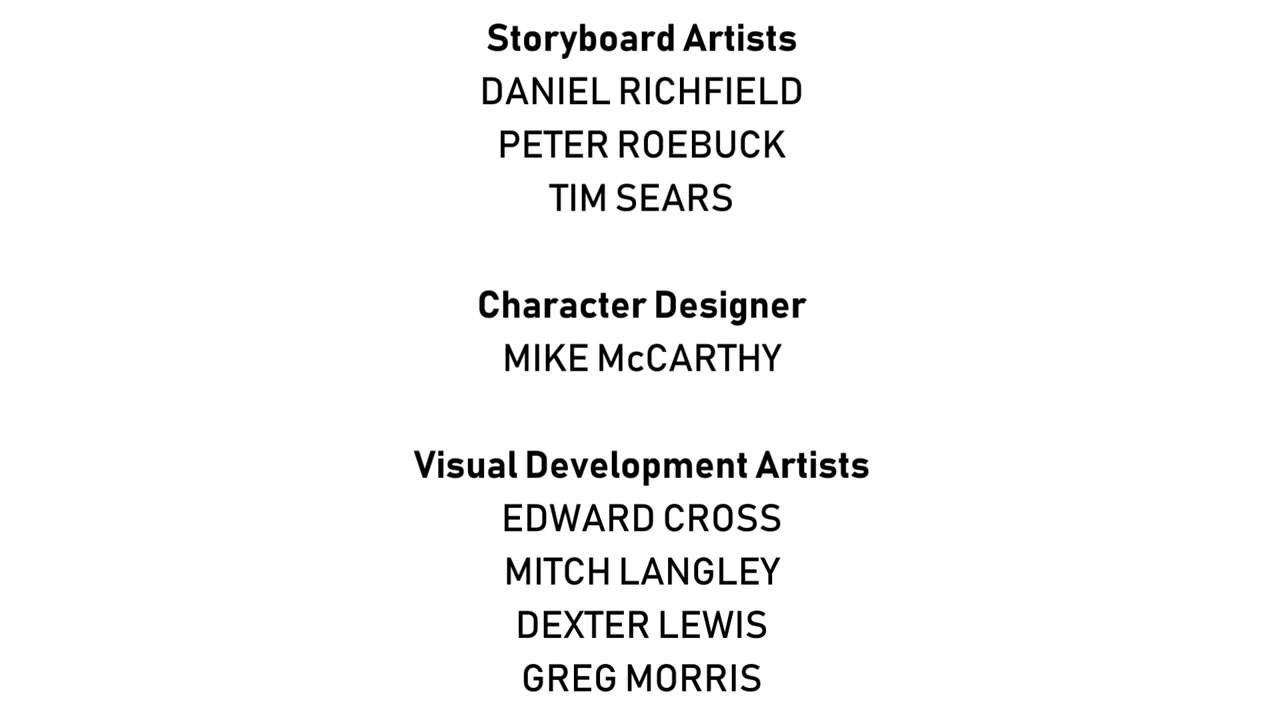 Storyboard Artists
DANIEL RICHFIELD
PETER ROEBUCK
TIM SEARS
Character Designer
MIKE McCARTHY
Visual Development Artists
EDWARD CROSS
MITCH LANGLEY
DEXTER LEWIS
GREG MORRIS